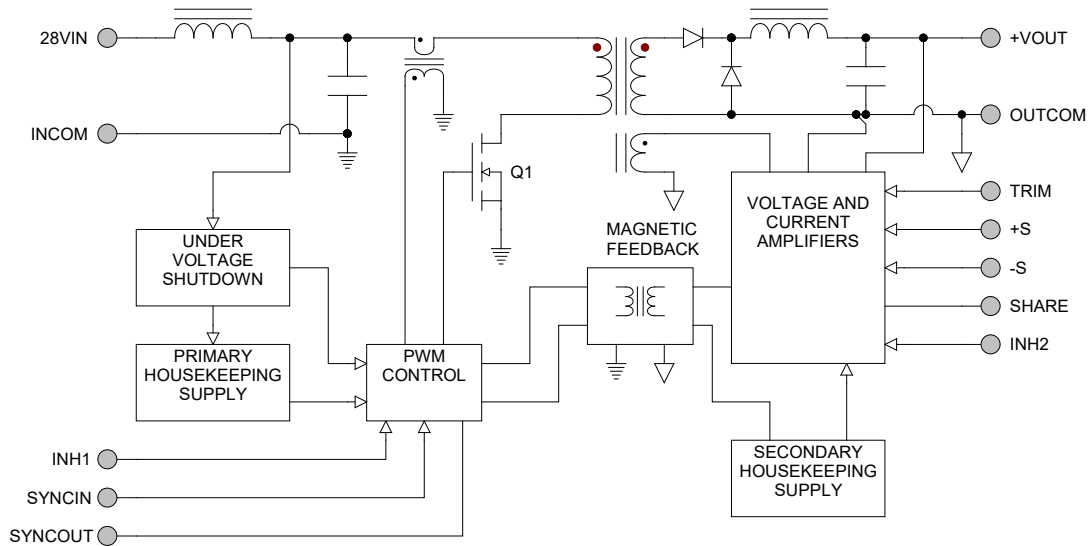 28VIN
+VOUT
INCOM
OUTCOM
Q1
TRIM
VOLTAGE AND
CURRENT
AMPLIFIERS
+S
MAGNETIC
FEEDBACK
UNDER
VOLTAGE
SHUTDOWN
-S
SHARE
INH2
PRIMARY
HOUSEKEEPING
SUPPLY
PWM
CONTROL
INH1
SECONDARY
HOUSEKEEPING
SUPPLY
SYNCIN
SYNCOUT